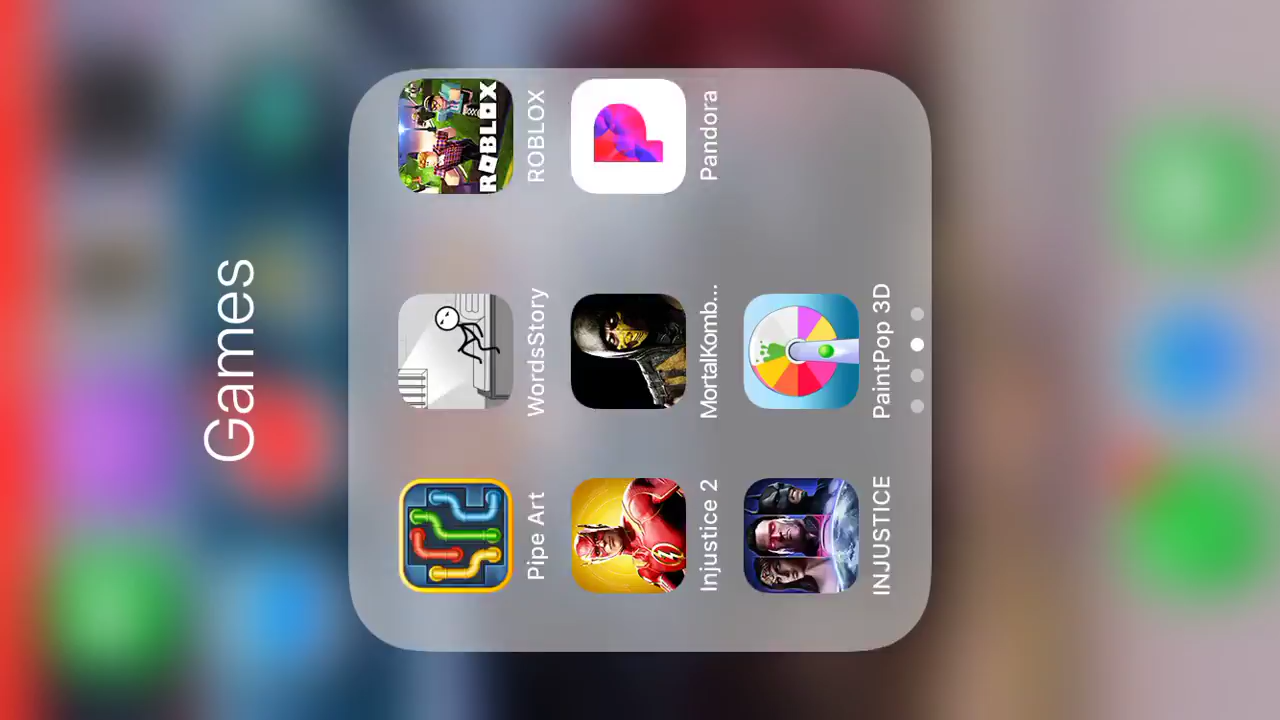 Games
Pipe Art
WordsStory
ROBLOX
ROBLOX
Injustice 2
MortalKomb...
Pandora
INJUSTICE
PaintPop 3D